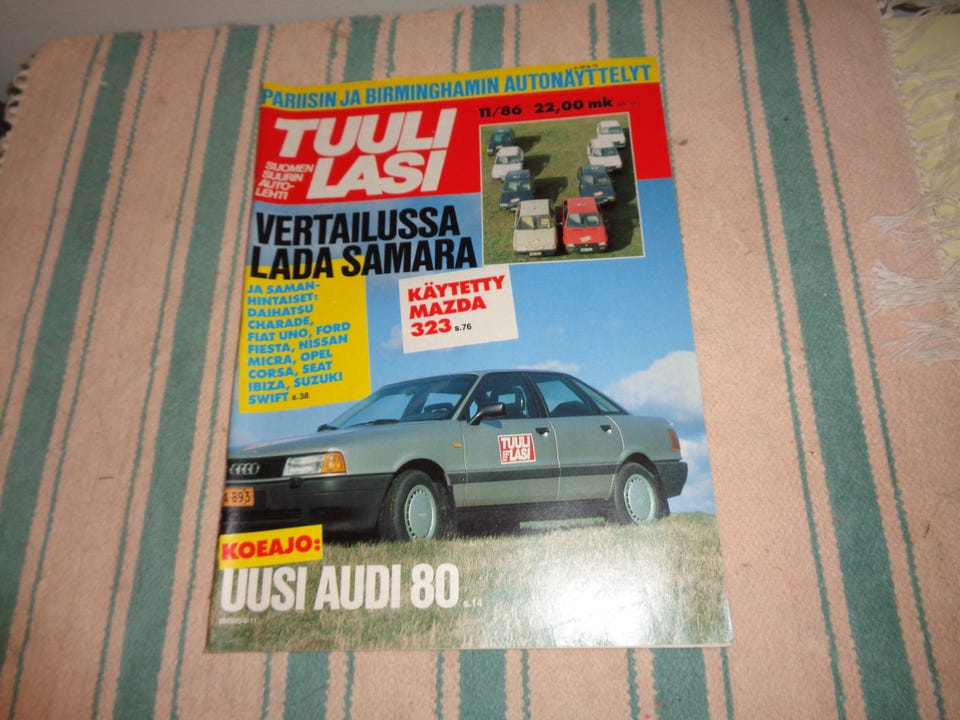 PARIISIN JA BIRMINGHAMIN AUTONÄYTTELYT
11/86 22,00 mk
TUULI
LASI
SUOMEN
SUURIN
AUTO-
LEHTI
VERTAILUSSA
LADA SAMARA
JA SAMAN-
HINTAISET:
DAIHATSU
CHARADE,
FIAT UNO, FORD
FIESTA, NISSAN
MICRA, OPEL
CORSA, SEAT
IBIZA, SUZUKI
SWIFT s.38
KÄYTETTY
MAZDA
323 s.76
TUULI
LASI
A-893
KOEAJO:
UUSI AUDI 80 s.14